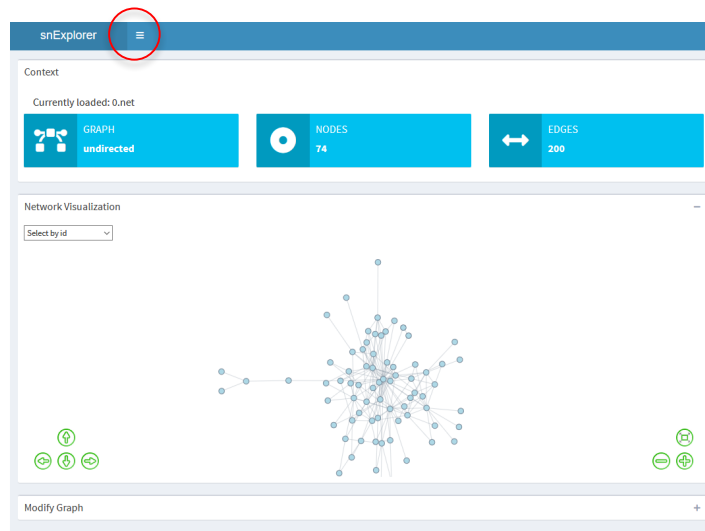 snExplorer
Context
Currently loaded: 0.net
GRAPH
undirected
NODES
74
EDGES
200
Network Visualization
Select by id
Modify Graph